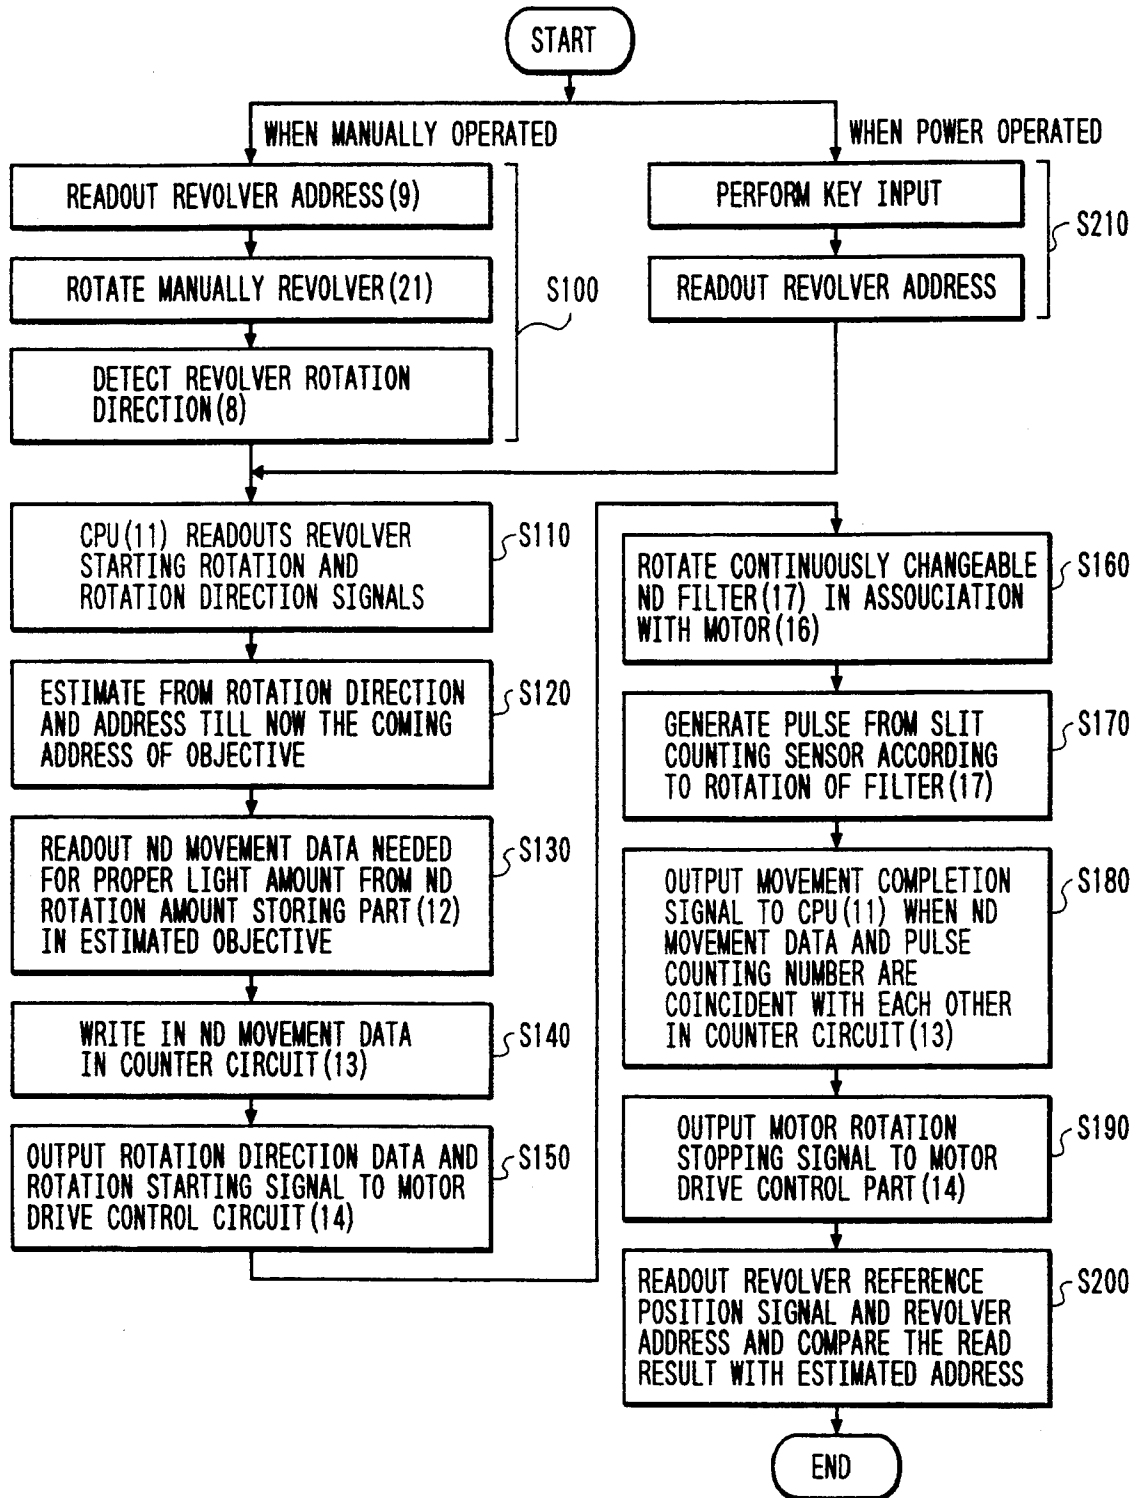 START
WHEN MANUALLY OPERATED
WHEN POWER OPERATED
READOUT REVOLVER ADDRESS(9)
ROTATE MANUALLY REVOLVER(21)
DETECT REVOLVER ROTATION
DIRECTION(8)
S100
PERFORM KEY INPUT
READOUT REVOLVER ADDRESS
S210
CPU(11) READOUTS REVOLVER
STARTING ROTATION AND
ROTATION DIRECTION SIGNALS
S110
ESTIMATE FROM ROTATION DIRECTION
AND ADDRESS TILL NOW THE COMING
ADDRESS OF OBJECTIVE
S120
READOUT ND MOVEMENT DATA NEEDED
FOR PROPER LIGHT AMOUNT FROM ND
ROTATION AMOUNT STORING PART(12)
IN ESTIMATED OBJECTIVE
S130
WRITE IN ND MOVEMENT DATA
IN COUNTER CIRCUIT(13)
S140
OUTPUT ROTATION DIRECTION DATA AND
ROTATION STARTING SIGNAL TO MOTOR
DRIVE CONTROL CIRCUIT(14)
S150
ROTATE CONTINUOUSLY CHANGEABLE
ND FILTER(17) IN ASSOUCIATION
WITH MOTOR(16)
S160
GENERATE PULSE FROM SLIT
COUNTING SENSOR ACCORDING
TO ROTATION OF FILTER(17)
S170
OUTPUT MOVEMENT COMPLETION
SIGNAL TO CPU(11) WHEN ND
MOVEMENT DATA AND PULSE
COUNTING NUMBER ARE
COINCIDENT WITH EACH OTHER
IN COUNTER CIRCUIT(13)
S180
OUTPUT MOTOR ROTATION
STOPPING SIGNAL TO MOTOR
DRIVE CONTROL PART(14)
S190
READOUT REVOLVER REFERENCE
POSITION SIGNAL AND REVOLVER
ADDRESS AND COMPARE THE READ
RESULT WITH ESTIMATED ADDRESS
S200
END